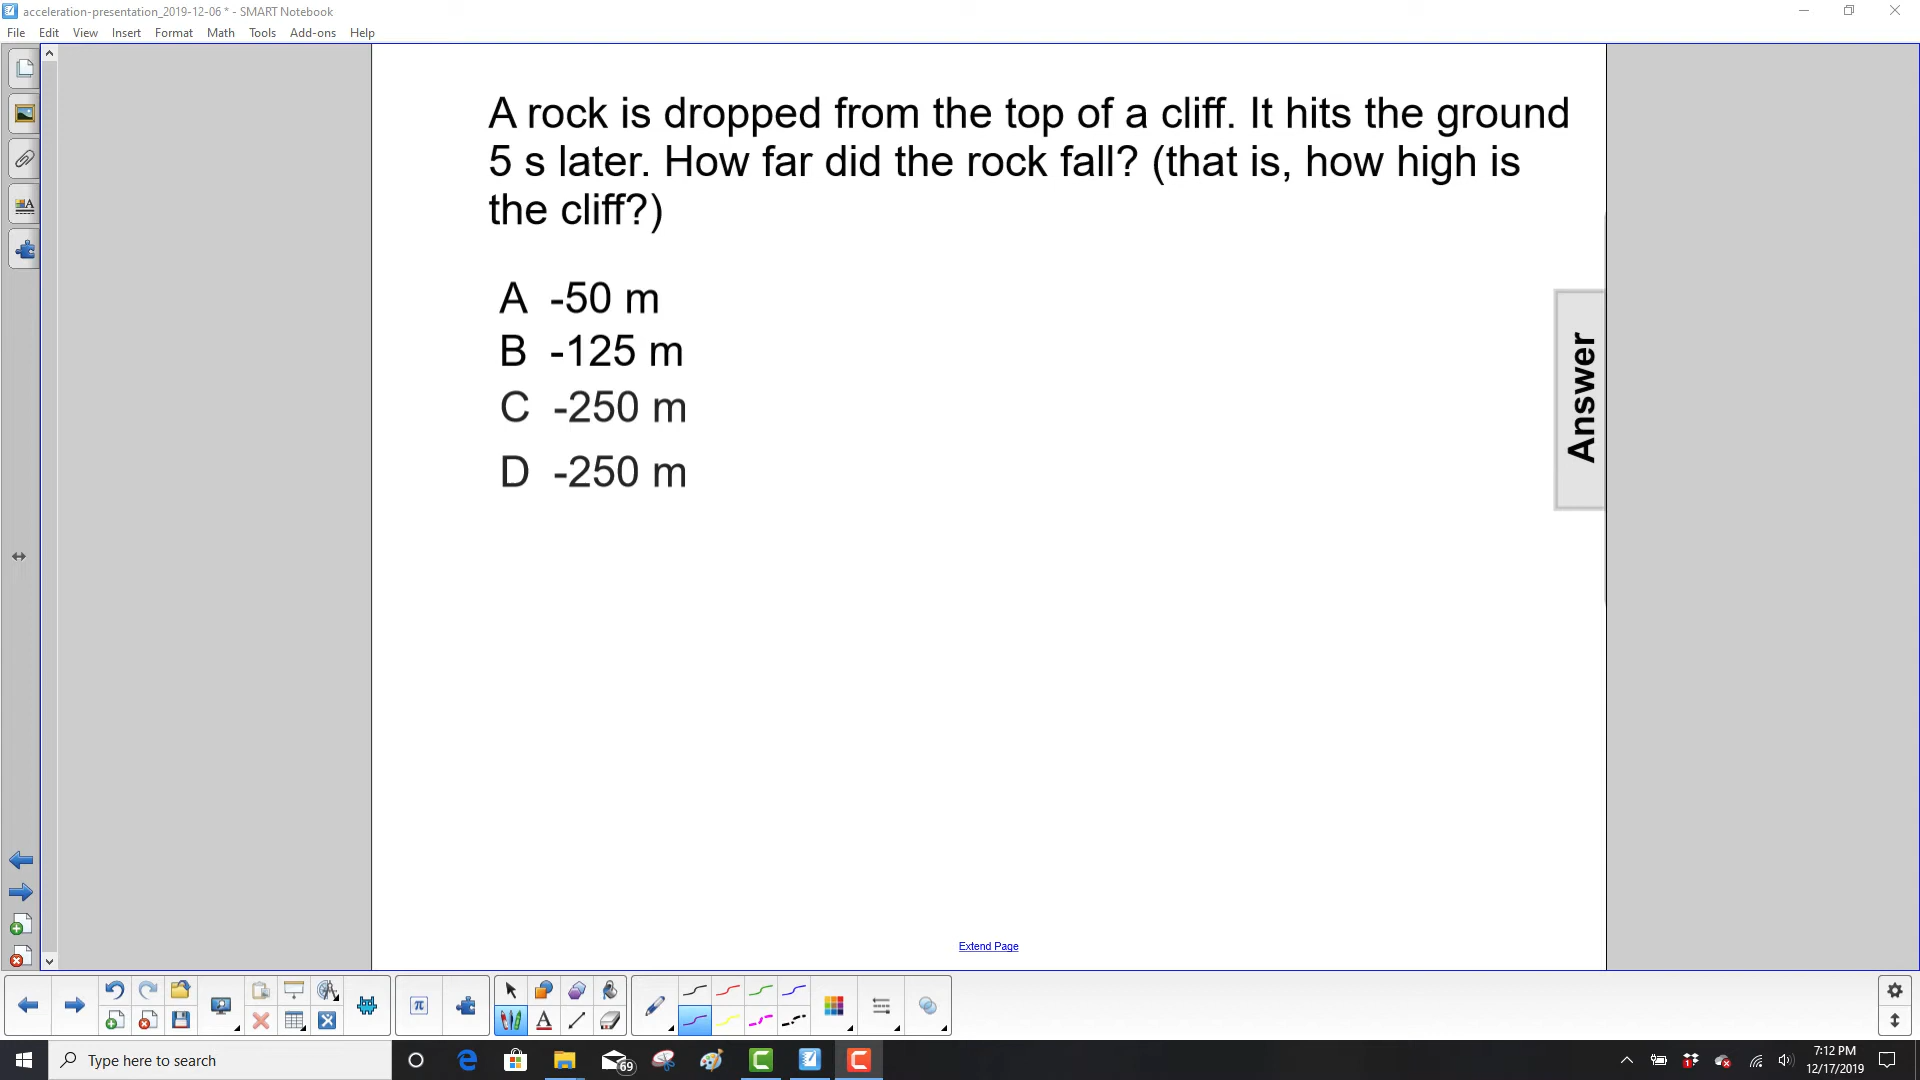 acceleration-presentation_2019-12-06 * - SMART Notebook
File Edit View Insert Format Math Tools Add-ons Help
A rock is dropped from the top of a cliff. It hits the ground
5 s later. How far did the rock fall? (that is, how high is
the cliff?)
A -50 m
B -125 m
C -250 m
D -250 m
Answer
Extend Page
Type here to search
69
1
7:12 PM
12/17/2019